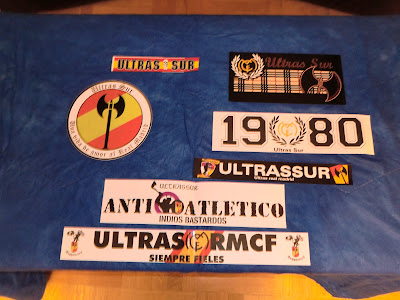 ULTRAS SUR
Ultras Sur
Ultras Sur
19 80
Ultras Sur
ULTRASSUR
ULTRASSUR
ANTI ATLETICO
INDIOS BASTARDOS
ULTRAS RMCF
SIEMPRE FIELES